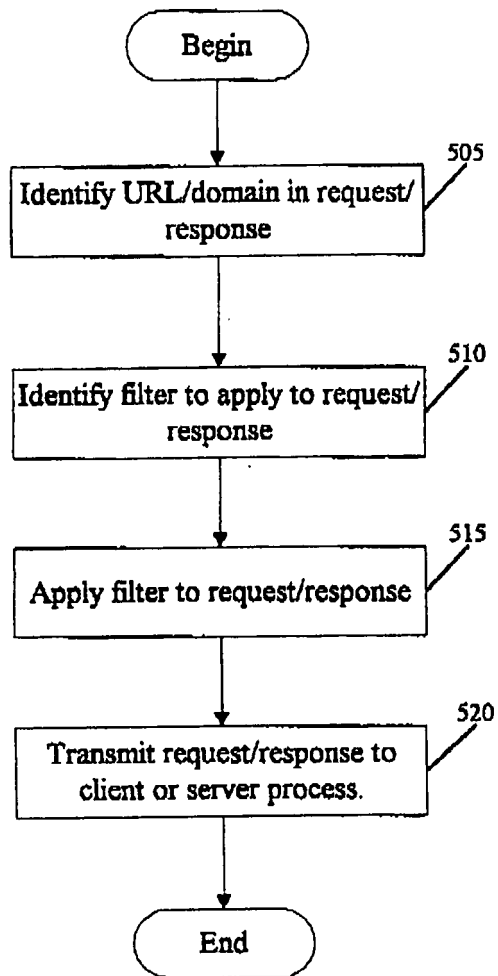 Begin
505
Identify URL/domain in request/
response
510
Identify filter to apply to request/
response
515
Apply filter to request/response
520
Transmit request/response to
client or server process.
End